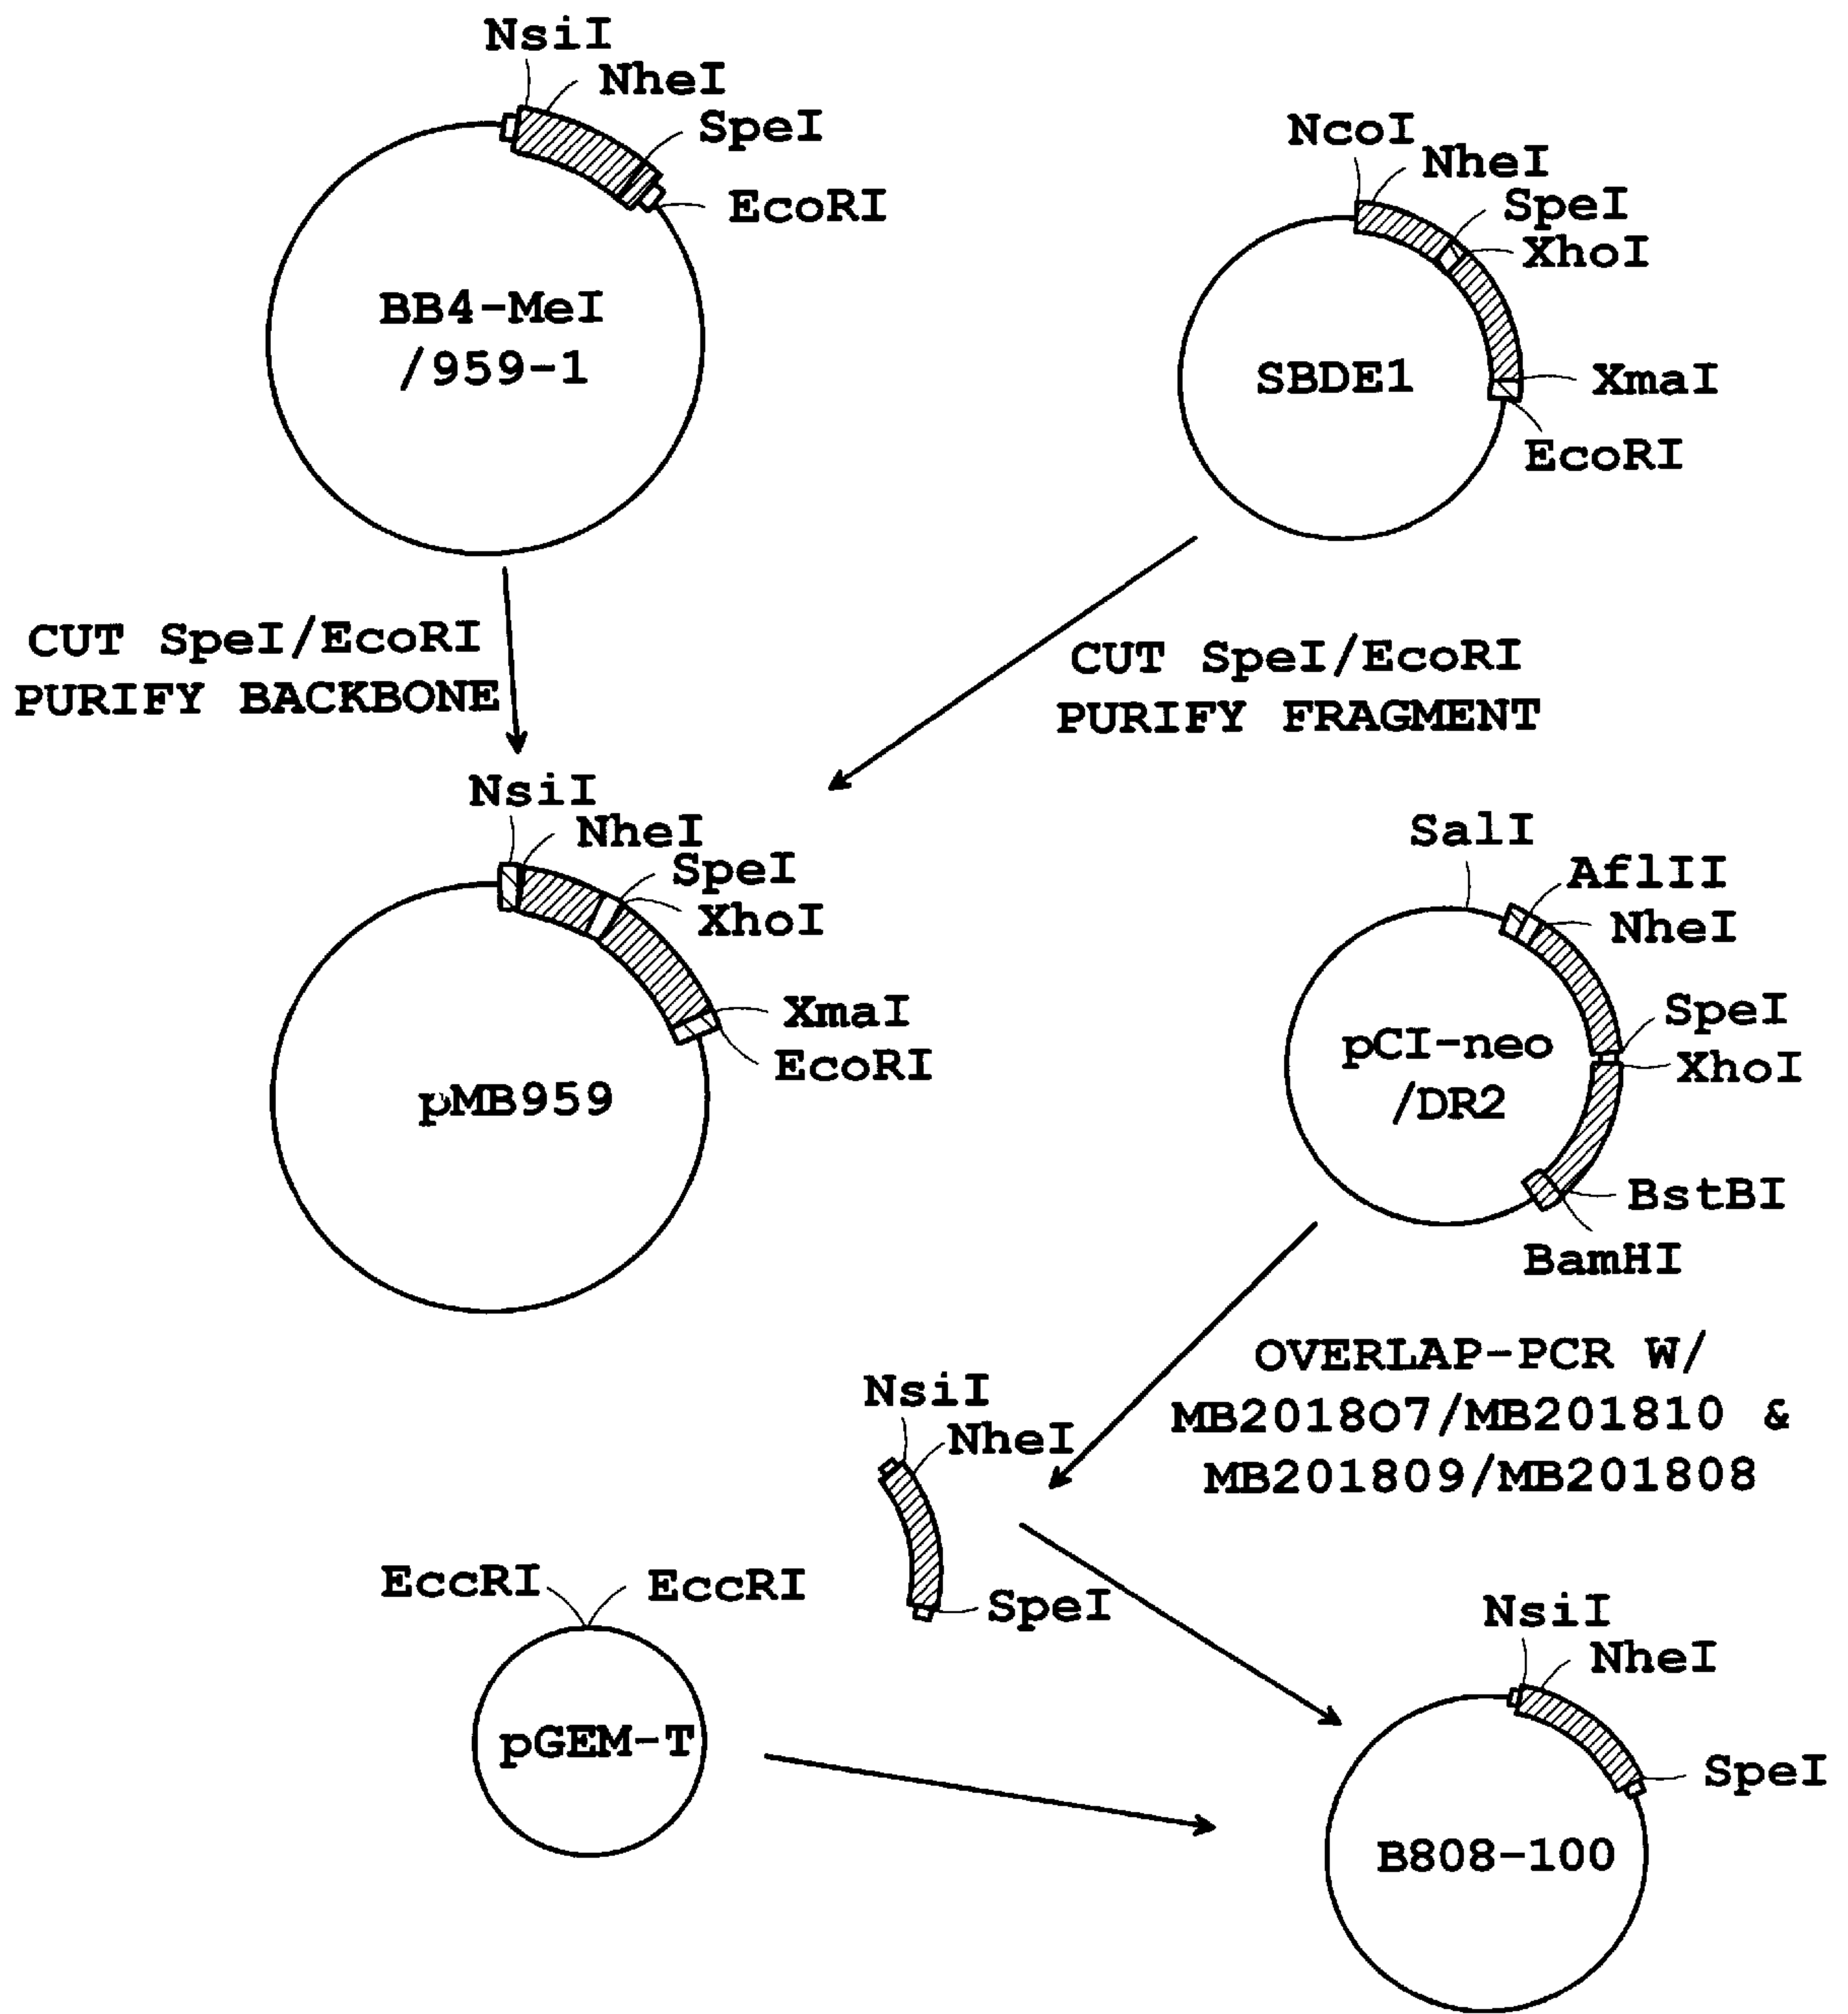 NsiI
NheI
SpeI
EcoRI
BB4-MeI
/959-1
NcoI
NheI
SpeI
XhoI
SBDE1
XmaI
EcoRI
CUT SpeI/EcoRI
PURIFY BACKBONE
CUT SpeI/EcoRI
PURIFY FRAGMENT
NsiI
NheI
SpeI
XhoI
XmaI
EcoRI
pMB959
SalI
AflII
NheI
SpeI
XhoI
pCI-neo
/DR2
BstBI
BamHI
OVERLAP-PCR W/
MB201807/MB201810 &
MB201809/MB201808
NsiI
NheI
SpeI
EccRI
EccRI
pGEM-T
NsiI
NheI
SpeI
B808-100